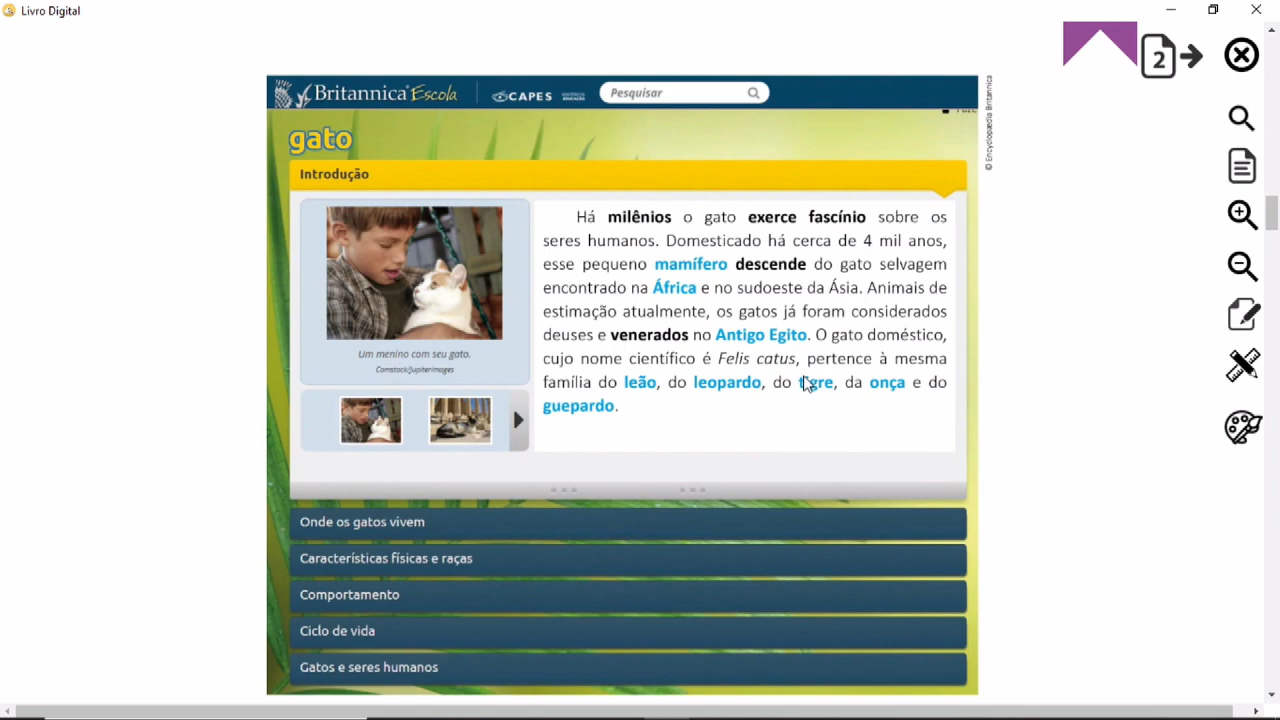 Livro Digital
2
Britannica Escola
CAPES
Pesquisar
© Encyclopædia Britannica
gato
Introdução
Há milênios o gato exerce fascínio sobre os
seres humanos. Domesticado há cerca de 4 mil anos,
esse pequeno mamífero descende do gato selvagem
encontrado na África e no sudoeste da Ásia. Animais de
estimação atualmente, os gatos já foram considerados
deuses e venerados no Antigo Egito. O gato doméstico,
cujo nome científico é Felis catus, pertence à mesma
família do leão, do leopardo, do tigre, da onça e do
guepardo.
Um menino com seu gato.
Comstock/Jupiterimages
Onde os gatos vivem
Características físicas e raças
Comportamento
Ciclo de vida
Gatos e seres humanos